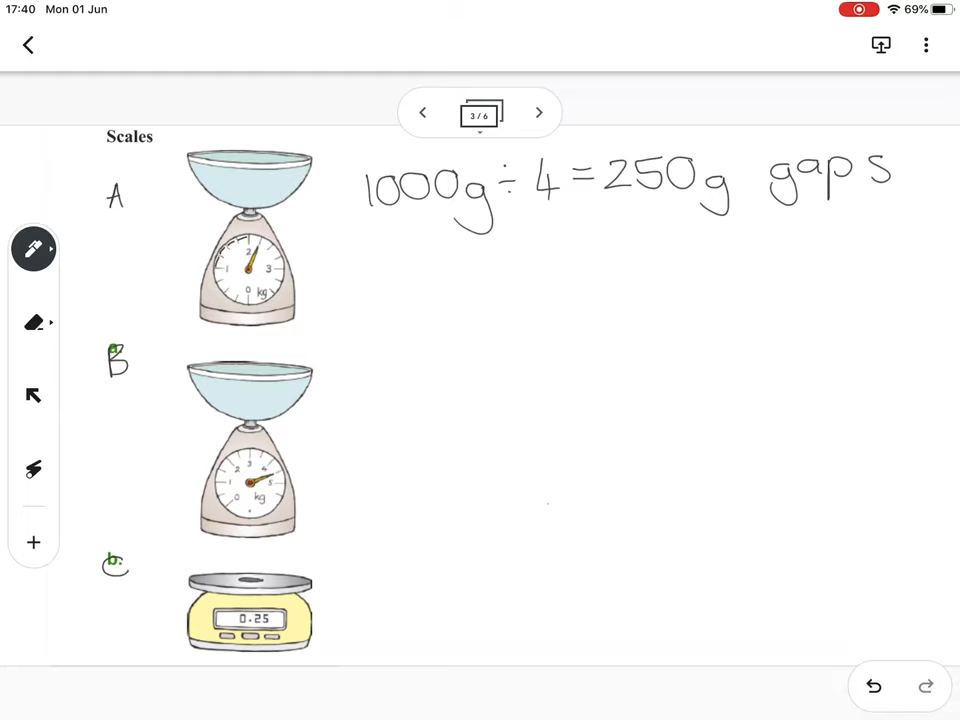 17:40 Mon 01 Jun
69%
3 / 6
Scales
A
1000g ÷ 4 = 250g gaps
2
1
3
0
kg
a.
B
3
2
4
1
5
0
kg
b.
C
0.25